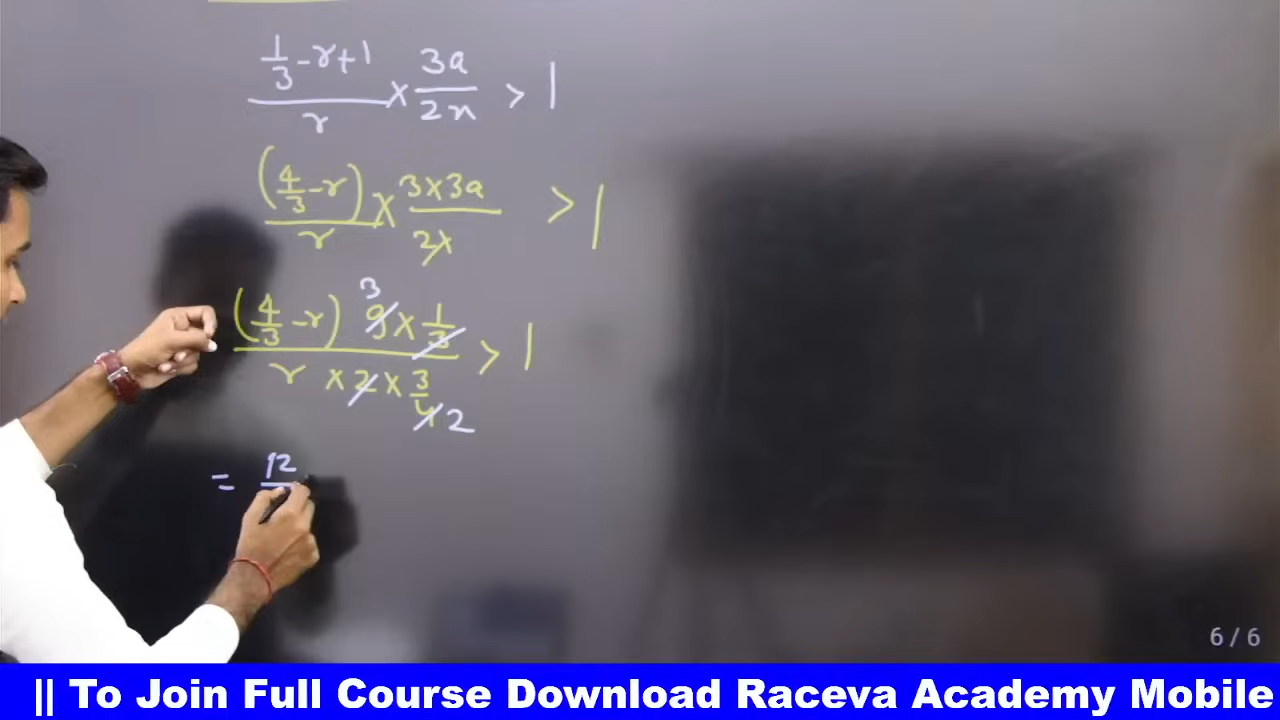 (1/3 - r + 1)/r × 3a/2x > 1
(4/3 - r)/r × (3×3a)/2x > 1
3
(4/3 - r) 9 × 1/3 / r × 2 × 3/4 > 1
2
= 12
6 / 6
|| To Join Full Course Download Raceva Academy Mobile